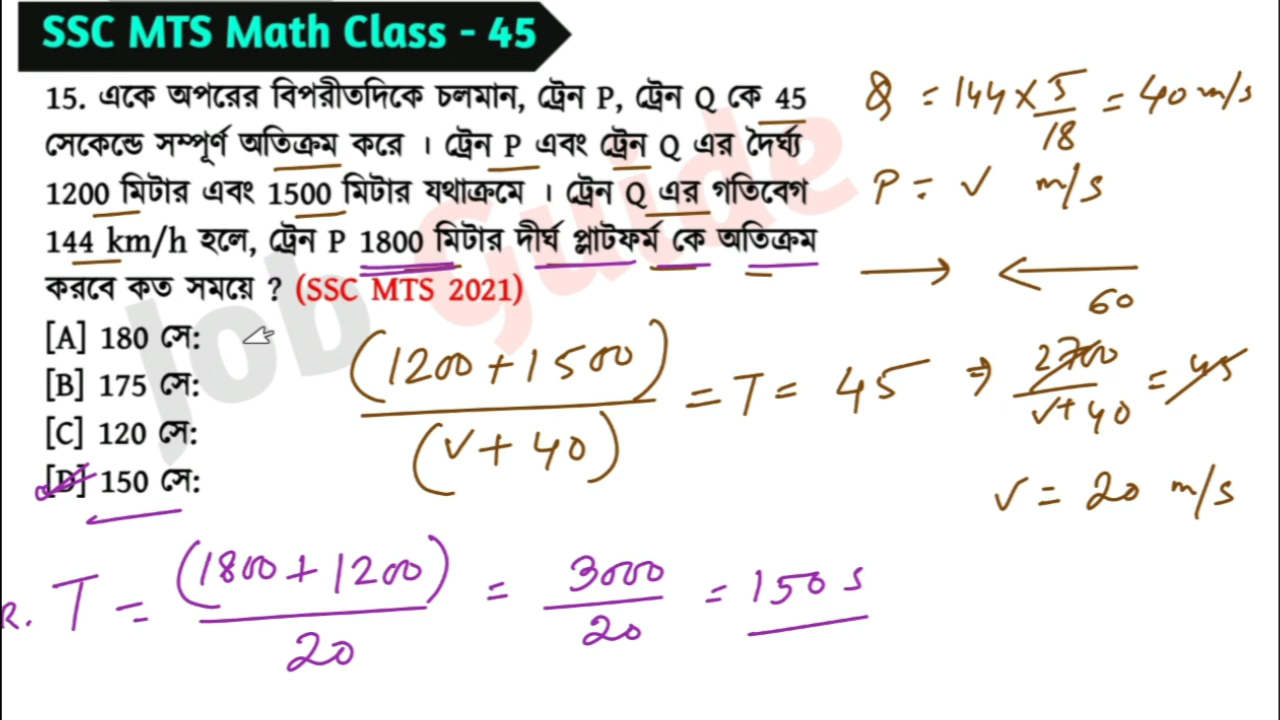 SSC MTS Math Class - 45
15. একে অপরের বিপরীতদিকে চলমান, ট্রেন P, ট্রেন Q কে 45
সেকেন্ডে সম্পূর্ণ অতিক্রম করে । ট্রেন P এবং ট্রেন Q এর দৈর্ঘ্য
1200 মিটার এবং 1500 মিটার যথাক্রমে । ট্রেন Q এর গতিবেগ
144 km/h হলে, ট্রেন P 1800 মিটার দীর্ঘ প্লাটফর্ম কে অতিক্রম
করবে কত সময়ে ? (SSC MTS 2021)
[A] 180 সে:
[B] 175 সে:
[C] 120 সে:
[D] 150 সে:
Job Guide
Q = 144 × 5/18 = 40 m/s
P = v m/s
60
(1200 + 1500)/(v + 40) = T = 45 ⇒ 2700/v+40 = 45
v = 20 m/s
R. T = (1800 + 1200)/20 = 3000/20 = 150 s